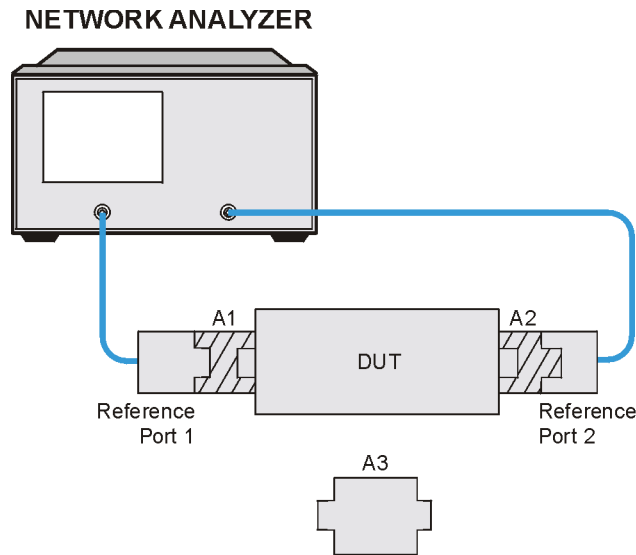 NETWORK ANALYZER
A1
A2
DUT
Reference
Port 1
Reference
Port 2
A3